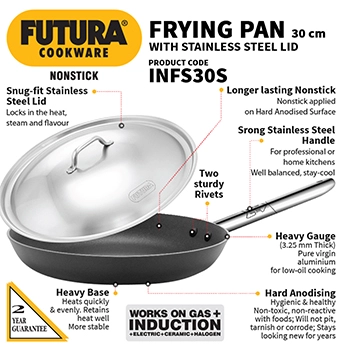 FUTURA®
COOKWARE
NONSTICK
FRYING PAN 30 cm
WITH STAINLESS STEEL LID
PRODUCT CODE
INFS30S
Snug-fit Stainless
Steel Lid
Locks in the heat,
steam and flavour
Longer lasting Nonstick
Nonstick applied
on Hard Anodised Surface
Strong Stainless Steel
Handle
For professional or
home kitchens
Well balanced, stay-cool
Two
sturdy
Rivets
FUTURA
Heavy Gauge
(3.25 mm Thick)
Pure virgin
aluminium
for low-oil cooking
2
YEAR
GUARANTEE
Heavy Base
Heats quickly
& evenly. Retains
heat well
More stable
WORKS ON GAS +
INDUCTION
+ELECTRIC+CERAMIC+HALOGEN
Hard Anodising
Hygienic & healthy
Non-toxic, non-reactive
with foods; Will not pit,
tarnish or corrode; Stays
looking new for years